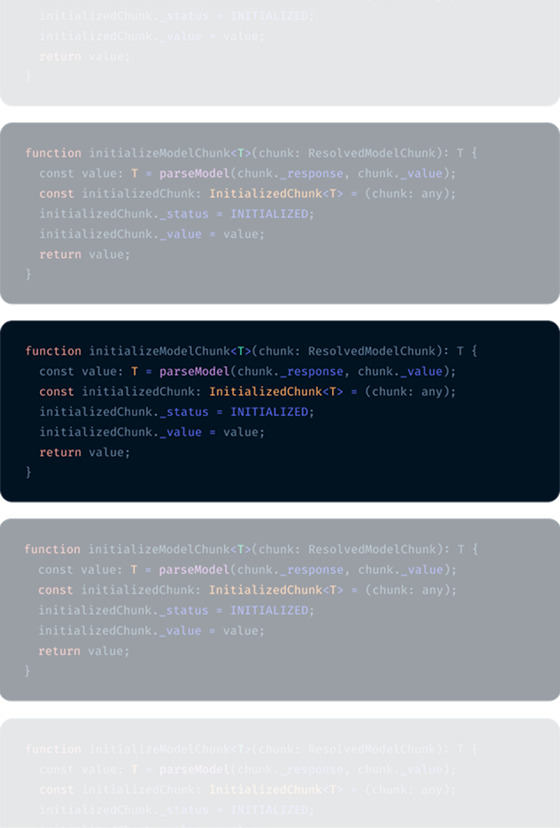 initializedChunk._status = INITIALIZED;
initializedChunk._value = value;
return value;
}
function initializeModelChunk<T>(chunk: ResolvedModelChunk): T {
const value: T = parseModel(chunk._response, chunk._value);
const initializedChunk: InitializedChunk<T> = (chunk: any);
initializedChunk._status = INITIALIZED;
initializedChunk._value = value;
return value;
}
function initializeModelChunk<T>(chunk: ResolvedModelChunk): T {
const value: T = parseModel(chunk._response, chunk._value);
const initializedChunk: InitializedChunk<T> = (chunk: any);
initializedChunk._status = INITIALIZED;
initializedChunk._value = value;
return value;
}
function initializeModelChunk<T>(chunk: ResolvedModelChunk): T {
const value: T = parseModel(chunk._response, chunk._value);
const initializedChunk: InitializedChunk<T> = (chunk: any);
initializedChunk._status = INITIALIZED;
initializedChunk._value = value;
return value;
}
function initializeModelChunk<T>(chunk: ResolvedModelChunk): T {
const value: T = parseModel(chunk._response, chunk._value);
const initializedChunk: InitializedChunk<T> = (chunk: any);
initializedChunk._status = INITIALIZED;